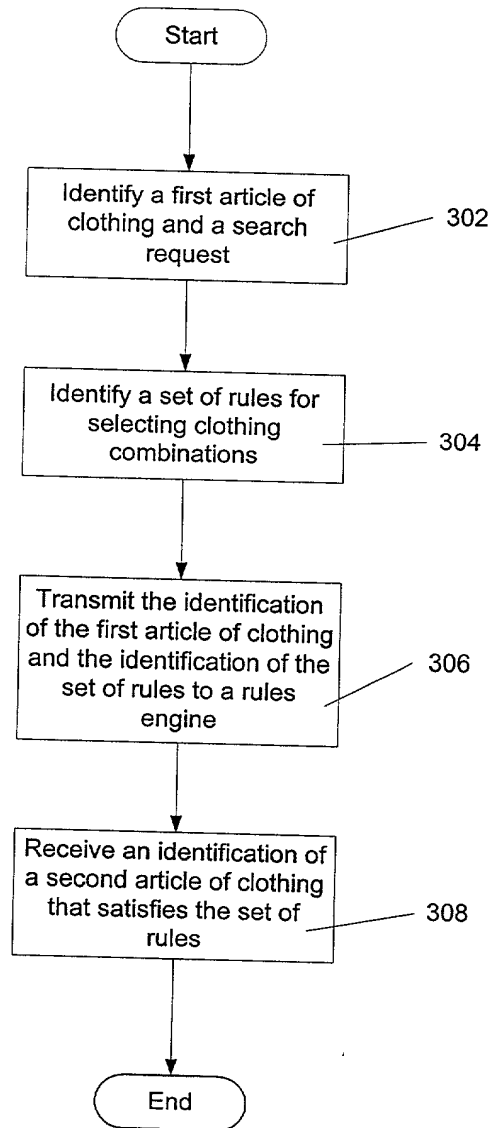 Start
Identify a first article of
clothing and a search
request
302
Identify a set of rules for
selecting clothing
combinations
304
Transmit the identification
of the first article of clothing
and the identification of the
set of rules to a rules
engine
306
Receive an identification of
a second article of clothing
that satisfies the set of
rules
308
End